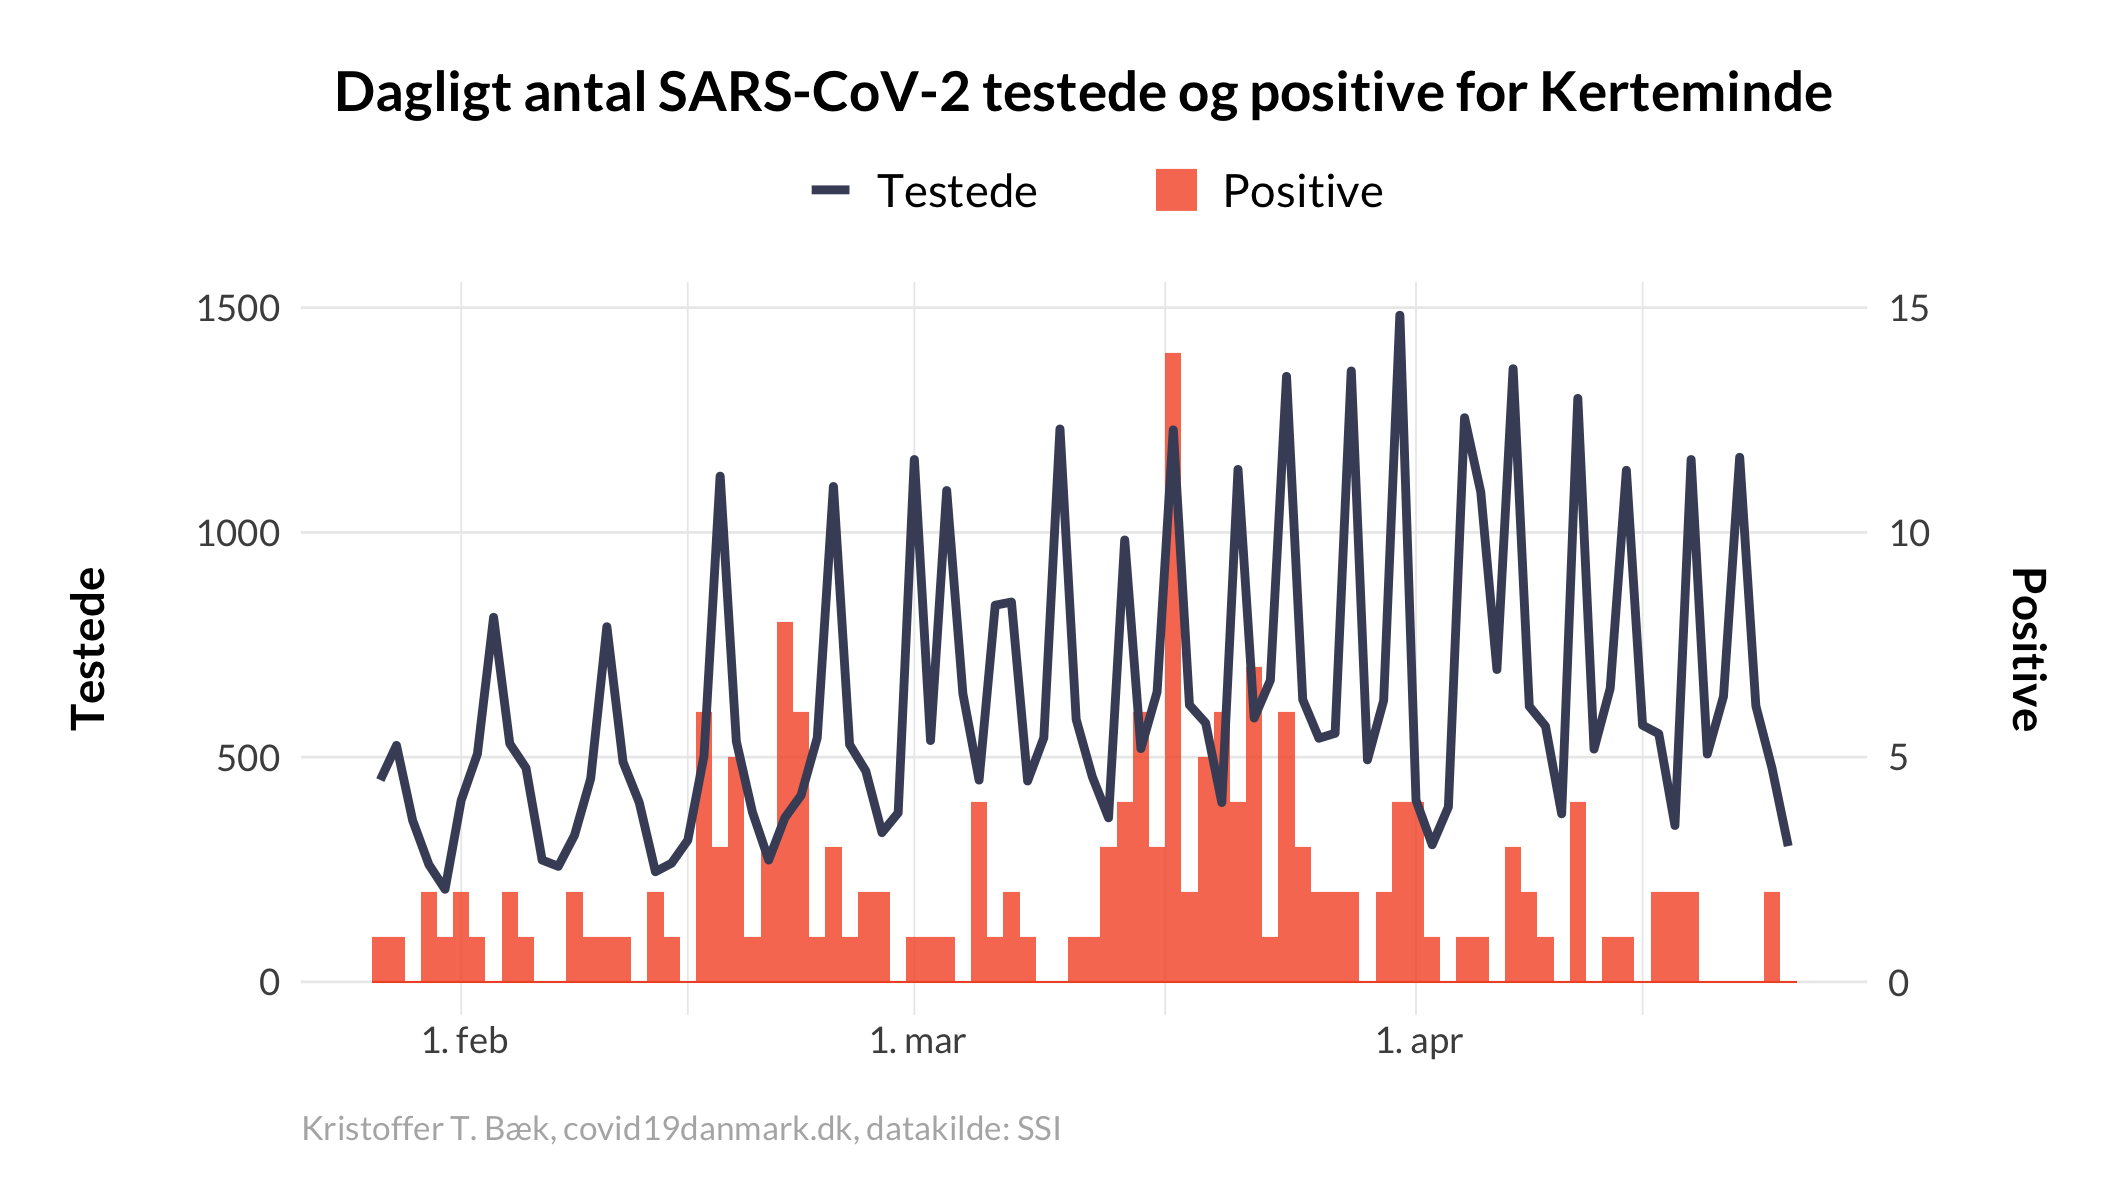 Dagligt antal SARS-CoV-2 testede og positive for Kerteminde
Testede Positive
1500 15
1000 10
500 5
0 0
Testede
Positive
1. feb 1. mar 1. apr
Kristoffer T. Bæk, covid19danmark.dk, datakilde: SSI